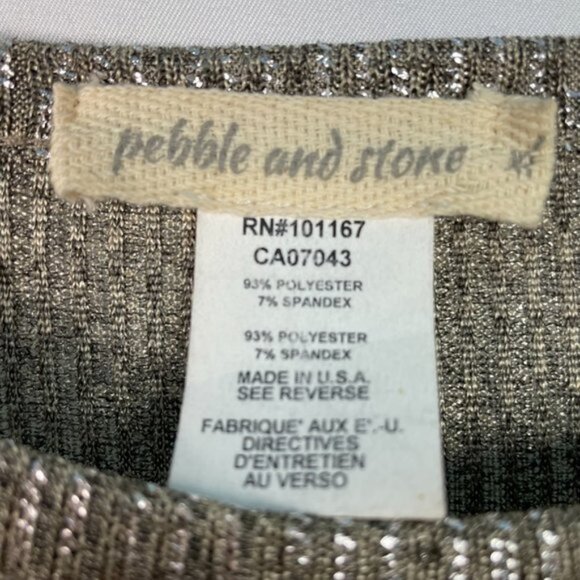 pebble and stone
RN#101167
CA07043
93% POLYESTER
7% SPANDEX
93% POLYESTER
7% SPANDEX
MADE IN U.S.A.
SEE REVERSE
FABRIQUE' AUX E'.-U.
DIRECTIVES
D'ENTRETIEN
AU VERSO